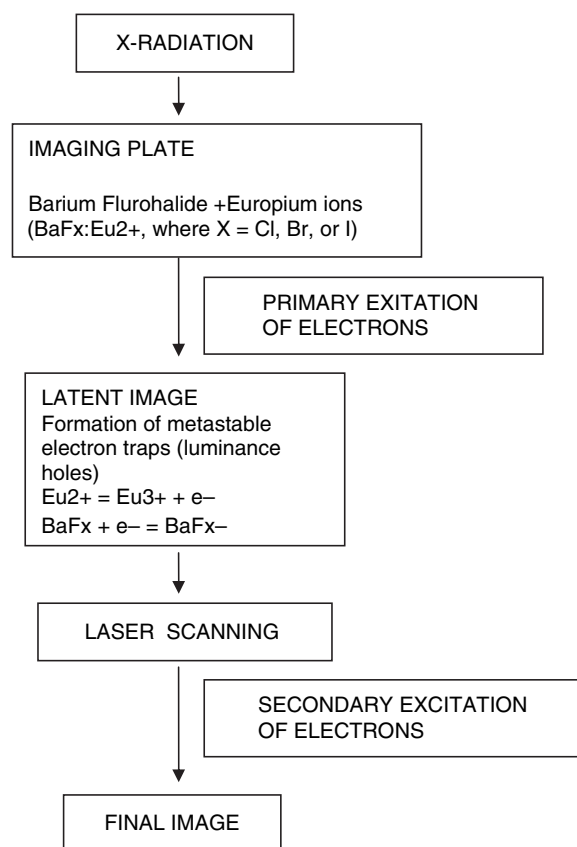 X-RADIATION
IMAGING PLATE
Barium Flurohalide +Europium ions
(BaFx:Eu2+, where X = Cl, Br, or I)
PRIMARY EXITATION
OF ELECTRONS
LATENT IMAGE
Formation of metastable
electron traps (luminance
holes)
Eu2+ = Eu3+ + e–
BaFx + e– = BaFx–
LASER SCANNING
SECONDARY EXCITATION
OF ELECTRONS
FINAL IMAGE